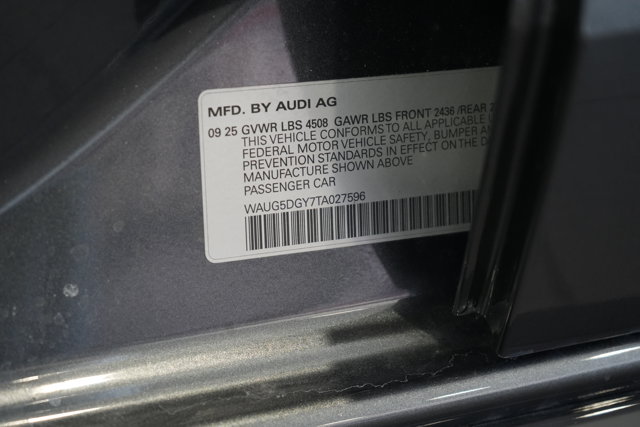 MFD. BY AUDI AG
09 25 GVWR LBS 4508 GAWR LBS FRONT 2436 /REAR
THIS VEHICLE CONFORMS TO ALL APPLICABLE
FEDERAL MOTOR VEHICLE SAFETY, BUMPER
PREVENTION STANDARDS IN EFFECT ON THE
MANUFACTURE SHOWN ABOVE
PASSENGER CAR
WAUG5DGY7TA027596